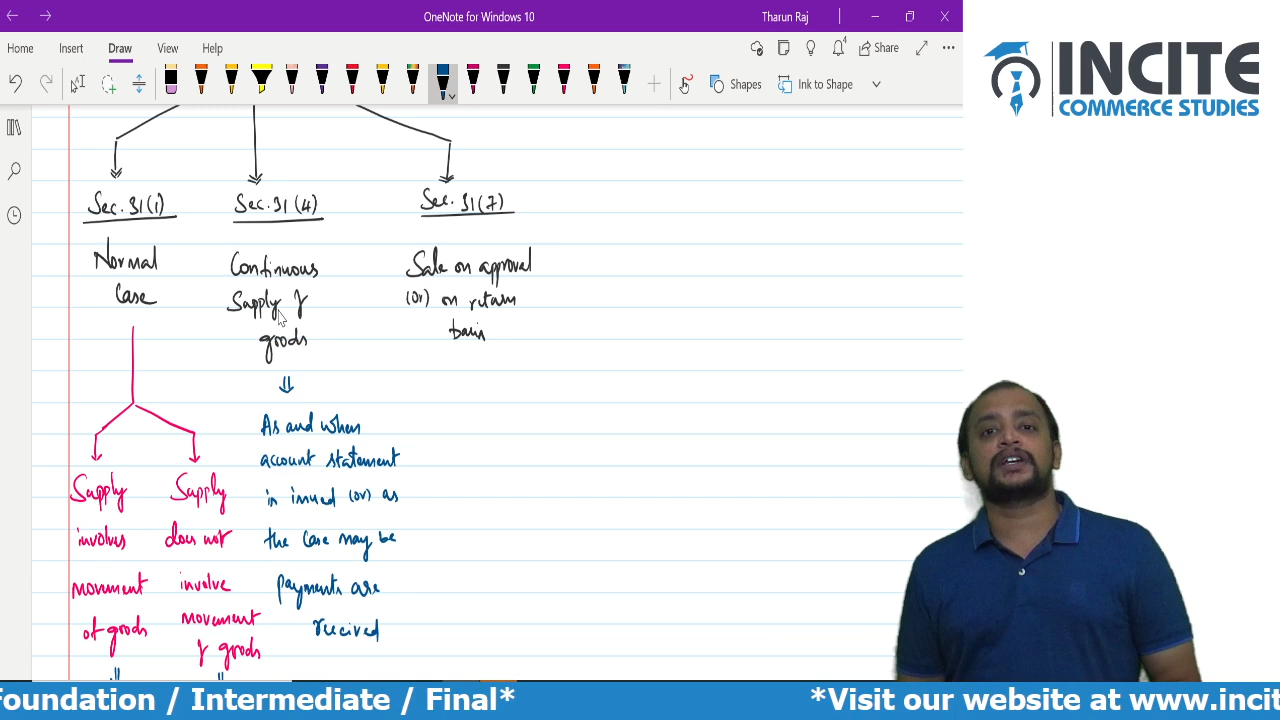 OneNote for Windows 10
Tharun Raj
Home Insert Draw View Help
4
Share
Shapes
Ink to Shape
INCITE
COMMERCE STUDIES
Sec. 31(1)
Normal
Case
Supply
involves
movement
of goods
Supply
does not
involve
movement
of goods
Sec. 31(4)
Continuous
Supply of
goods
As and when
account statement
is issued (or) as
the case may be
payments are
received
Sec. 31(7)
Sale on approval
(or) on return
basis
Foundation / Intermediate / Final*
*Visit our website at www.incit